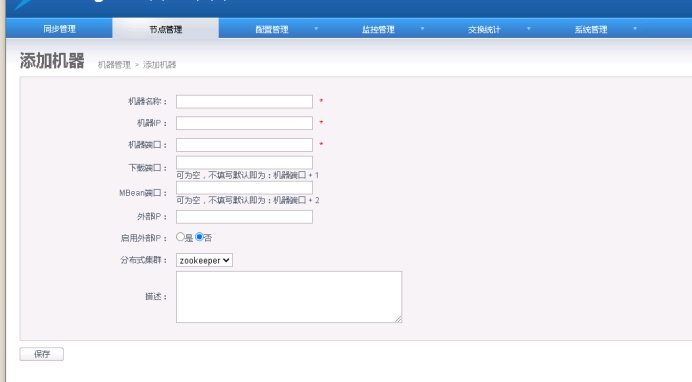 同步管理 节点管理 配置管理 监控管理 交换统计 系统管理
添加机器 机器管理 > 添加机器
机器名称： *
机器IP： *
机器端口： *
下载端口：
可为空，不填写默认即为：机器端口 + 1
MBean端口：
可为空，不填写默认即为：机器端口 + 2
外部IP：
启用外部IP： 是 否
分布式集群： zookeeper
描述：
保存